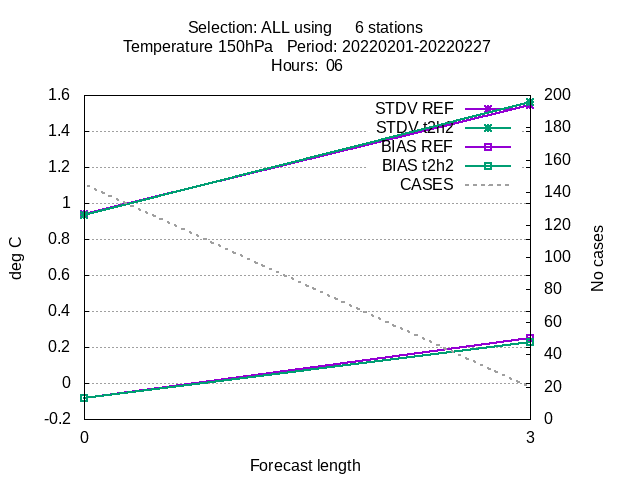 Selection: ALL using     6 stations
Temperature 150hPa   Period: 20220201-20220227
Hours:  06
1.6
1.4
1.2
1
0.8
0.6
0.4
0.2
0
-0.2
deg C
STDV REF
STDV t2h2
BIAS REF
BIAS t2h2
CASES
200
180
160
140
120
100
80
60
40
20
0
No cases
0 3
Forecast length